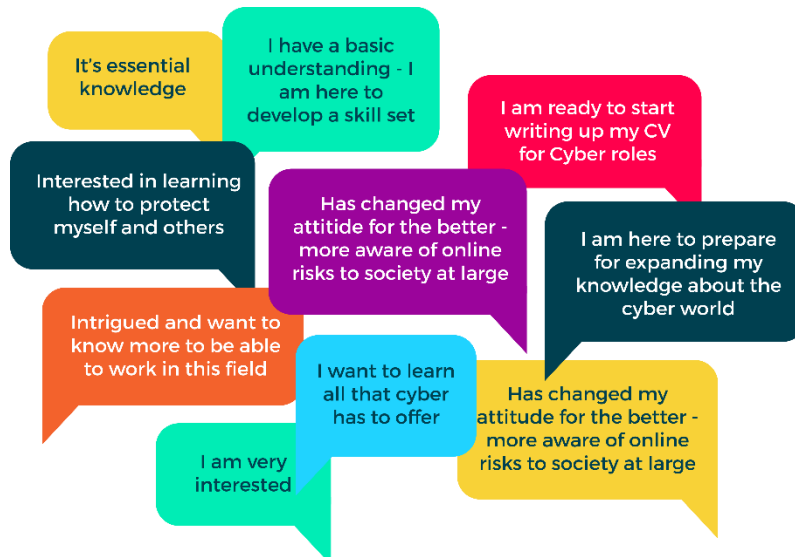 It's essential
knowledge
I have a basic
understanding - I
am here to
develop a skill set
I am ready to start
writing up my CV
for Cyber roles
Interested in learning
how to protect
myself and others
Has changed my
attitide for the better -
more aware of online
risks to society at large
I am here to prepare
for expanding my
knowledge about the
cyber world
Intrigued and want to
know more to be able
to work in this field
I want to learn
all that cyber
has to offer
Has changed my
attitude for the better -
more aware of online
risks to society at large
I am very
interested